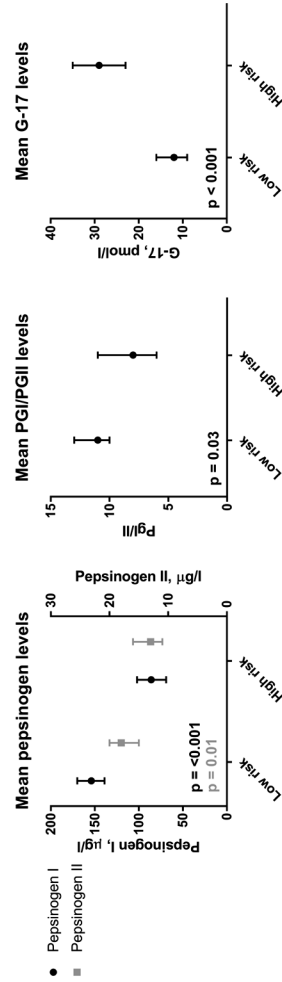 Pepsinogen I
Pepsinogen II
Mean pepsinogen levels
Pepsinogen I, μg/l
200
150
100
50
0
p = <0.001
p = 0.01
Low risk
High risk
Pepsinogen II, μg/l
30
20
10
0
Mean PGI/PGII levels
PgI/II
15
10
5
0
p = 0.03
Low risk
High risk
Mean G-17 levels
G-17, pmol/l
40
30
20
10
0
p < 0.001
Low risk
High risk